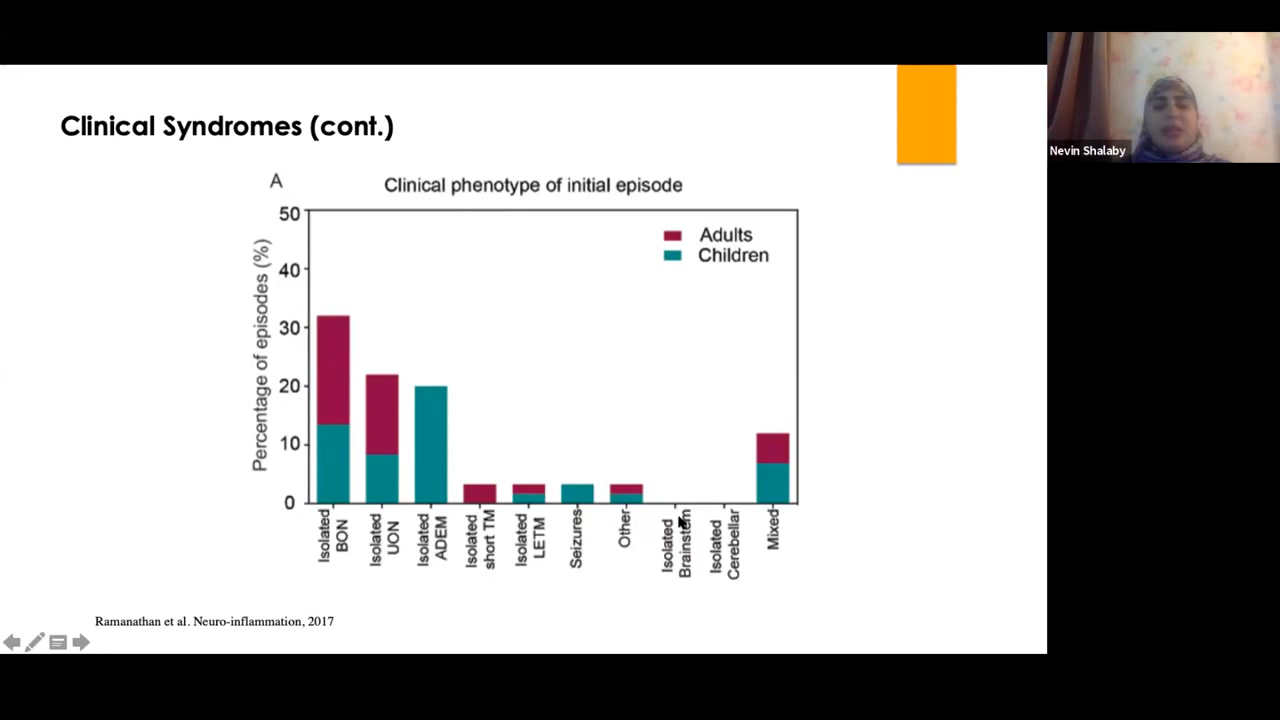 Clinical Syndromes (cont.)
Nevin Shalaby
A
Clinical phenotype of initial episode
Percentage of episodes (%)
50
40
30
20
10
0
Adults
Children
Isolated
BON
Isolated
UON
Isolated
ADEM
Isolated
short TM
Isolated
LETM
Seizures
Other
Isolated
Brainstem
Isolated
Cerebellar
Mixed
Ramanathan et al. Neuro-inflammation, 2017